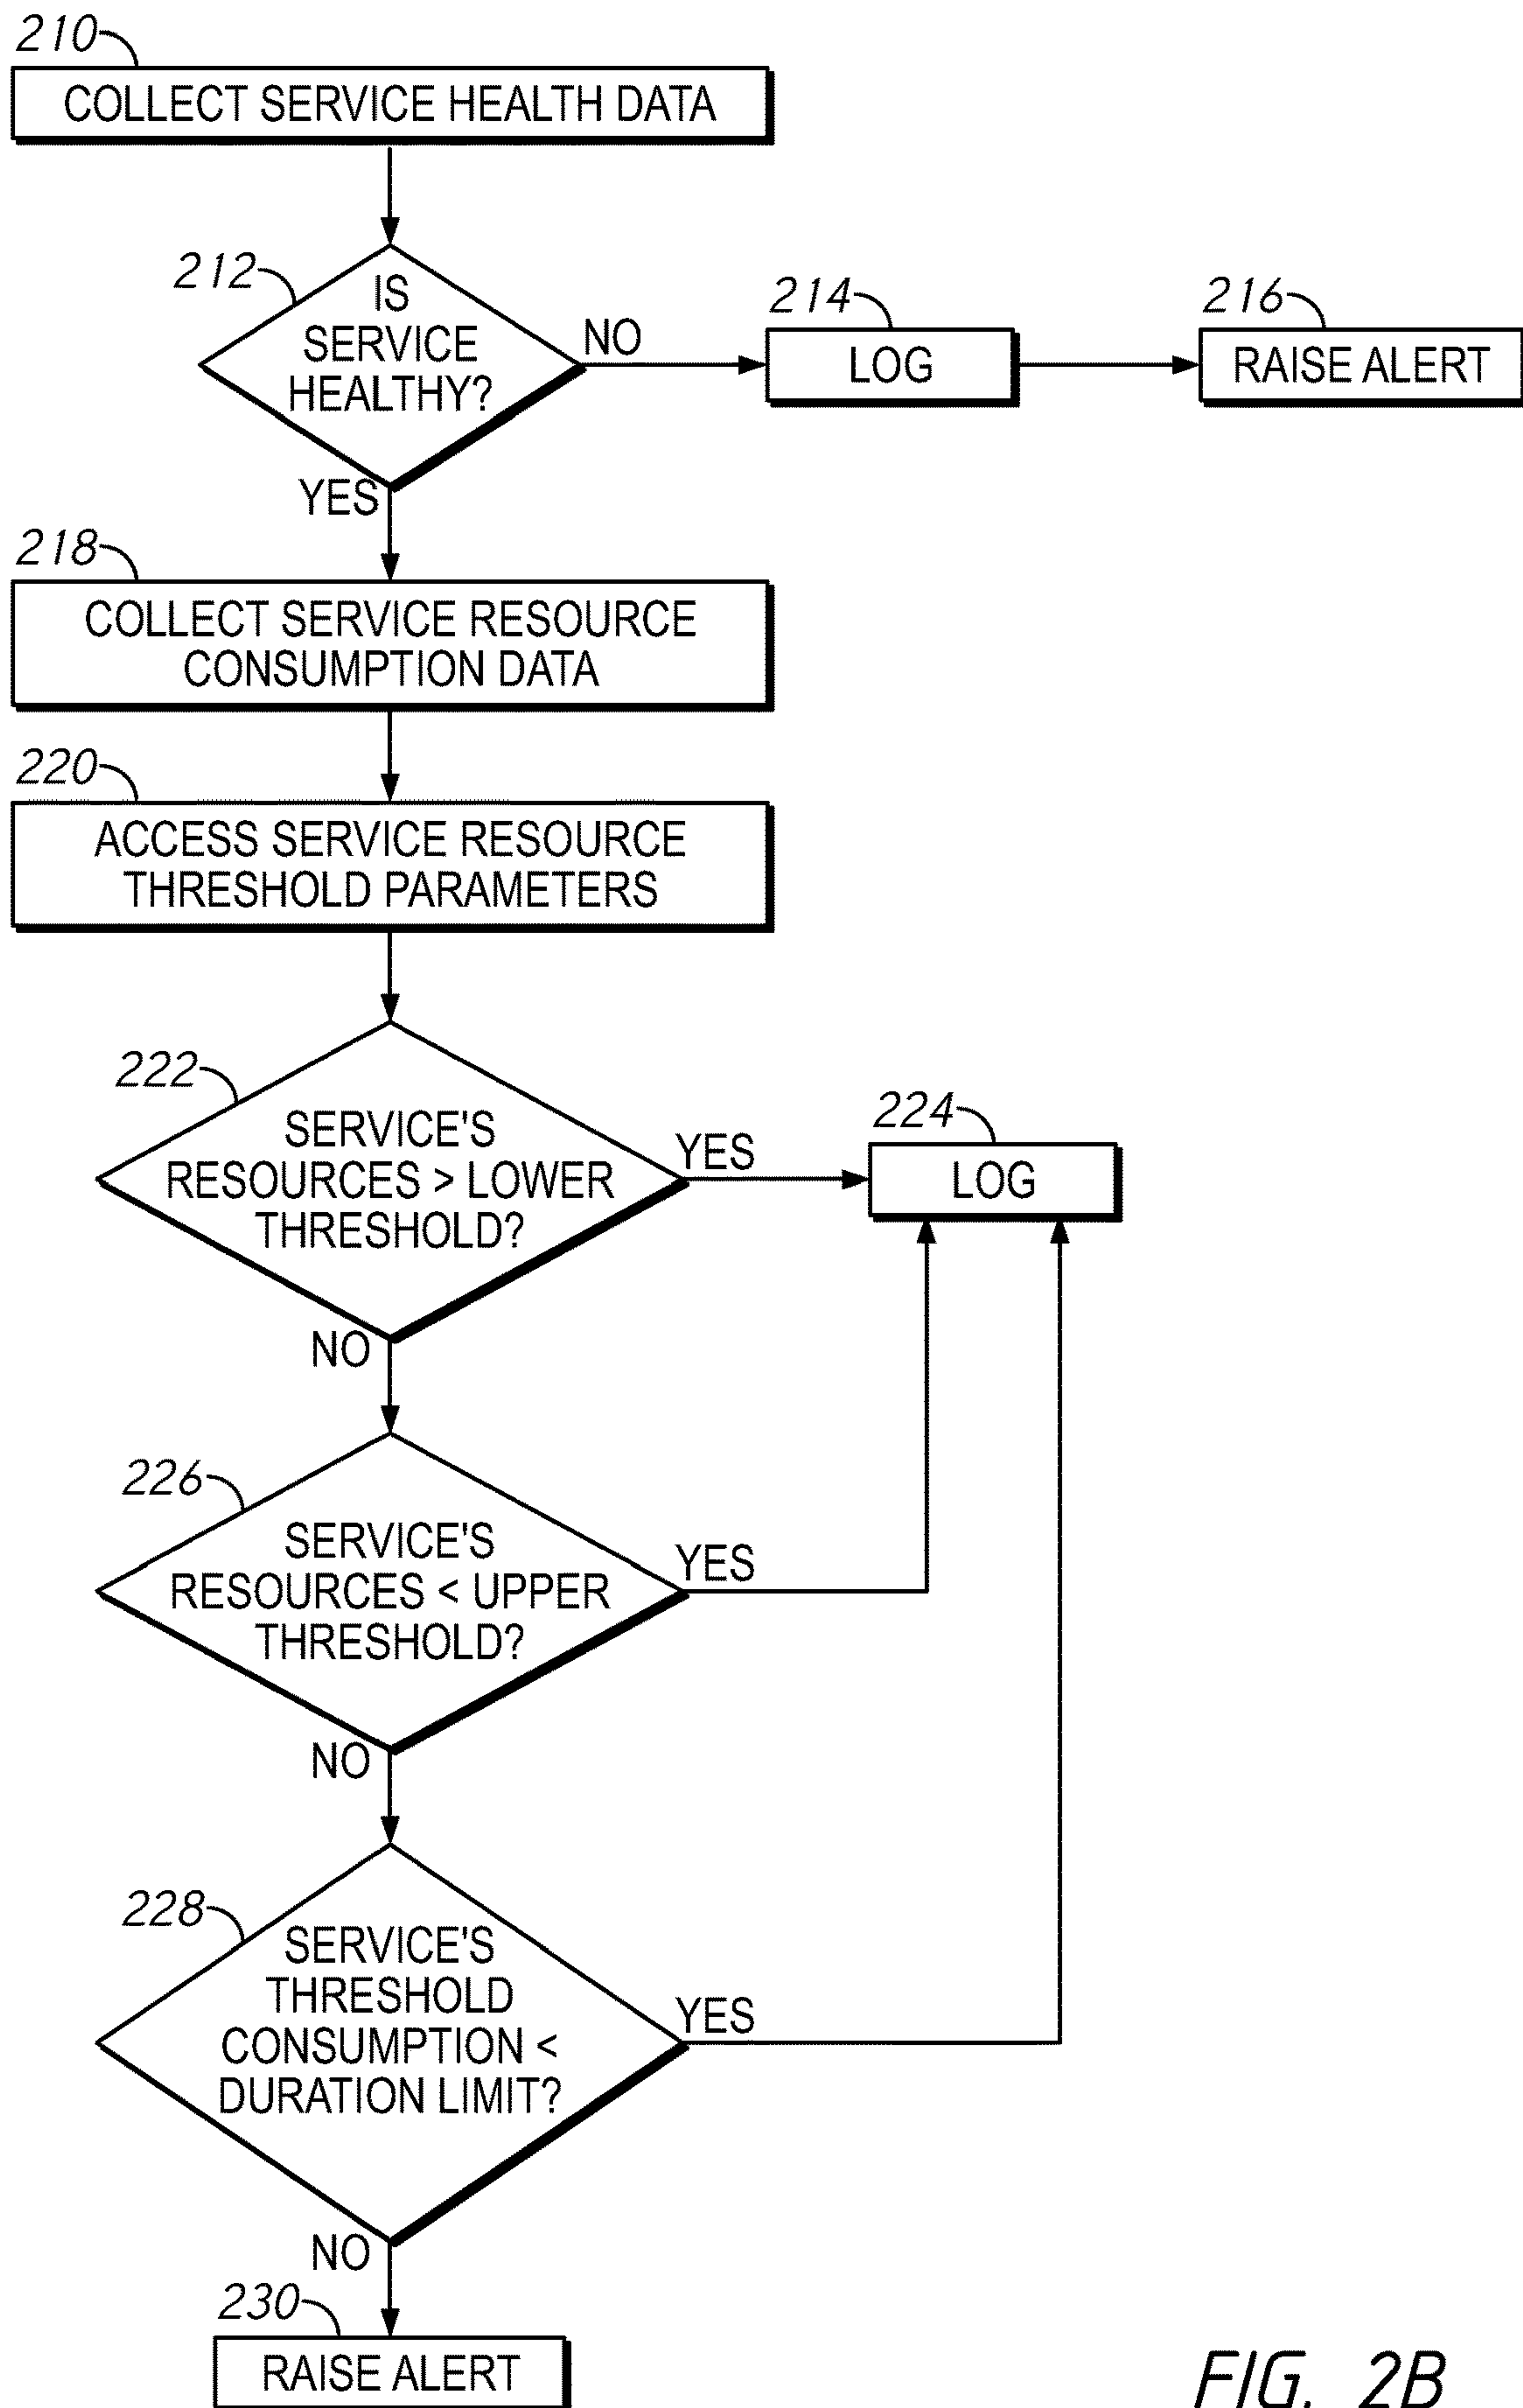 210
COLLECT SERVICE HEALTH DATA
212
IS
SERVICE
HEALTHY?
NO
214
LOG
216
RAISE ALERT
YES
218
COLLECT SERVICE RESOURCE
CONSUMPTION DATA
220
ACCESS SERVICE RESOURCE
THRESHOLD PARAMETERS
222
SERVICE'S
RESOURCES > LOWER
THRESHOLD?
YES
224
LOG
NO
226
SERVICE'S
RESOURCES < UPPER
THRESHOLD?
YES
NO
228
SERVICE'S
THRESHOLD
CONSUMPTION <
DURATION LIMIT?
YES
NO
230
RAISE ALERT
FIG. 2B